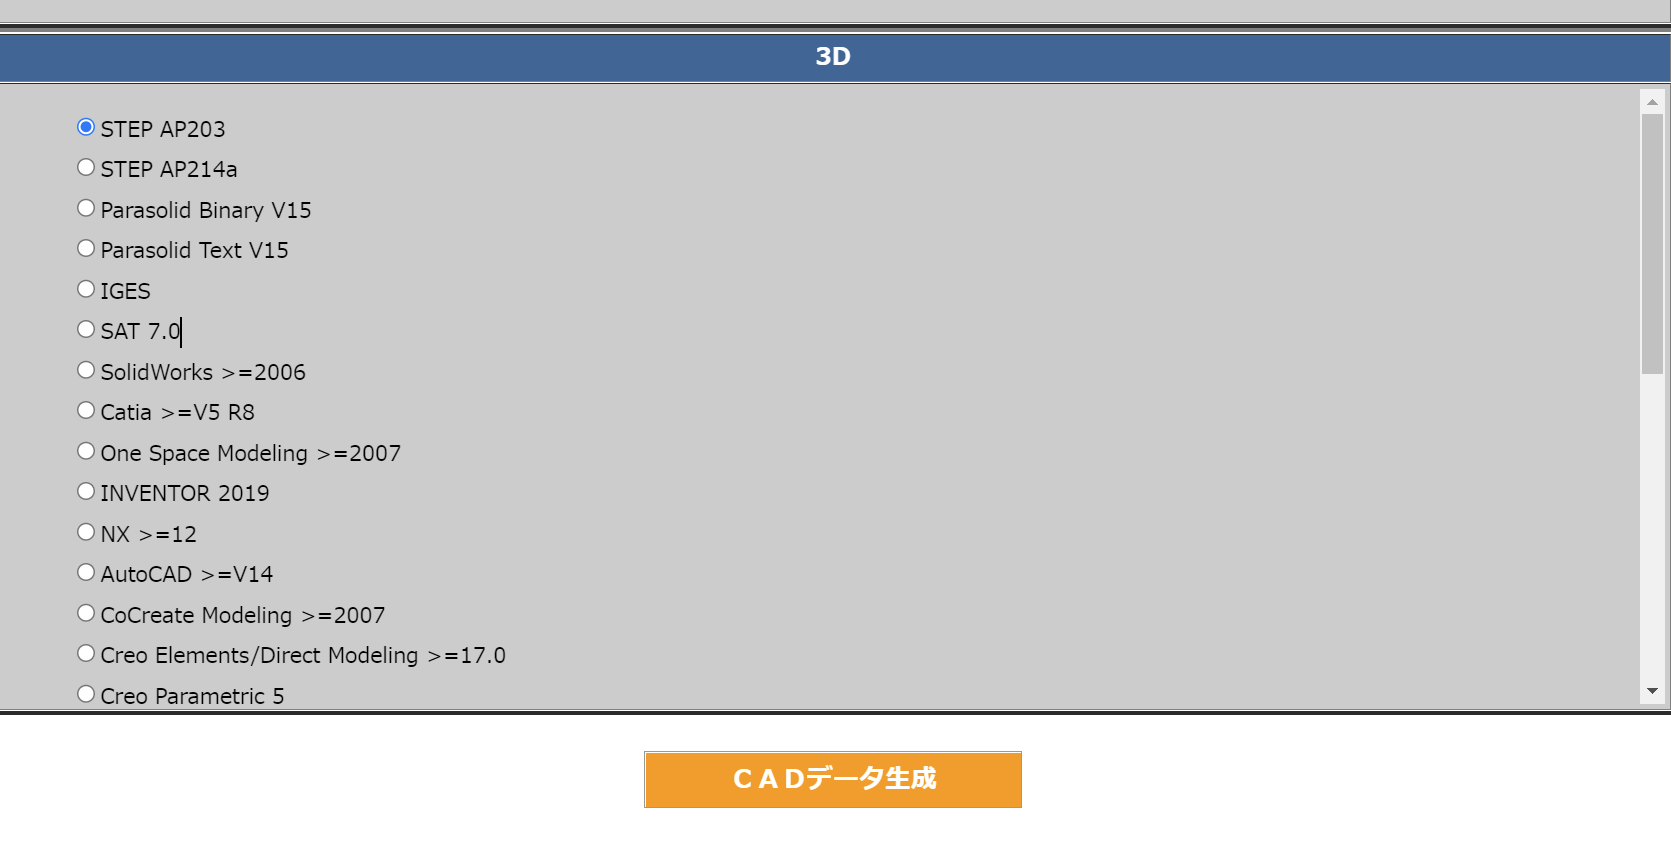 3D
STEP AP203
STEP AP214a
Parasolid Binary V15
Parasolid Text V15
IGES
SAT 7.0
SolidWorks >=2006
Catia >=V5 R8
One Space Modeling >=2007
INVENTOR 2019
NX >=12
AutoCAD >=V14
CoCreate Modeling >=2007
Creo Elements/Direct Modeling >=17.0
Creo Parametric 5
ＣＡＤデータ生成